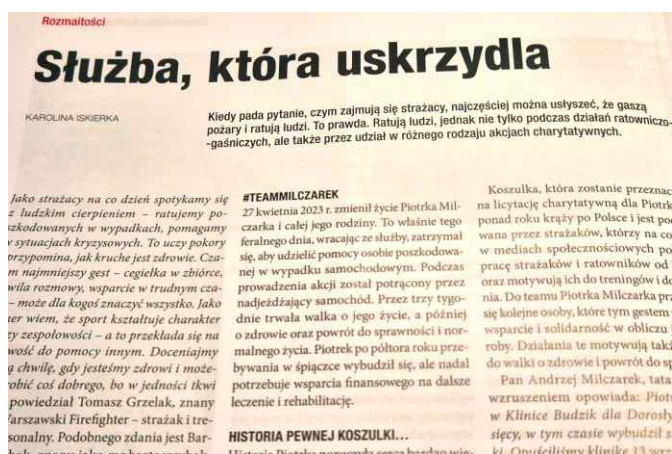 Rozmaitości
Służba, która uskrzydla
KAROLINA ISKIERKA
Kiedy pada pytanie, czym zajmują się strażacy, najczęściej można usłyszeć, że gaszą
pożary i ratują ludzi. To prawda. Ratują ludzi, jednak nie tylko podczas działań ratowniczo-
-gaśniczych, ale także przez udział w różnego rodzaju akcjach charytatywnych.
Jako strażacy na co dzień spotykamy się
z ludzkim cierpieniem – ratujemy po-
szkodowanych w wypadkach, pomagamy
w sytuacjach kryzysowych. To uczy pokory
przypomina, jak kruche jest zdrowie. Cza-
m najmniejszy gest – cegiełka w zbiórce,
wila rozmowy, wsparcie w trudnym cza-
– może dla kogoś znaczyć wszystko. Jako
ner wiem, że sport kształtuje charakter
zy zespołowości – a to przekłada się na
wość do pomocy innym. Doceniajmy
ą chwilę, gdy jesteśmy zdrowi i może-
robić coś dobrego, bo w jedności tkwi
powiedział Tomasz Grzelak, znany
Warszawski Firefighter – strażak i tre-
sonalny. Podobnego zdania jest Bar-
#TEAMMILCZAREK
27 kwietnia 2023 r. zmienił życie Piotrka Mil-
czarka i całej jego rodziny. To właśnie tego
feralnego dnia, wracając ze służby, zatrzymał
się, aby udzielić pomocy osobie poszkodowa-
nej w wypadku samochodowym. Podczas
prowadzenia akcji został potrącony przez
nadjeżdżający samochód. Przez trzy tygo-
dnie trwała walka o jego życie, a później
o zdrowie oraz powrót do sprawności i nor-
malnego życia. Piotrek po półtora roku prze-
bywania w śpiączce wybudził się, ale nadal
potrzebuje wsparcia finansowego na dalsze
leczenie i rehabilitację.
HISTORIA PEWNEJ KOSZULKI...
Koszulka, która zostanie przeznac
na licytację charytatywną dla Piotrk
ponad roku krąży po Polsce i jest pod
wana przez strażaków, którzy na co
w mediach społecznościowych po
pracę strażaków i ratowników od
oraz motywują ich do treningów i do
nia. Do teamu Piotrka Milczarka prz
się kolejne osoby, które tym gestem
wsparcie i solidarność w obliczu
roby. Działania te motywują takż
do walki o zdrowie i powrót do sp
Pan Andrzej Milczarek, tata
wzruszeniem opowiada: Piotr
w Klinice Budzik dla Dorosły
sięcy, w tym czasie wybudził s
ki. Opuściliśmy klinikę 13 wrz